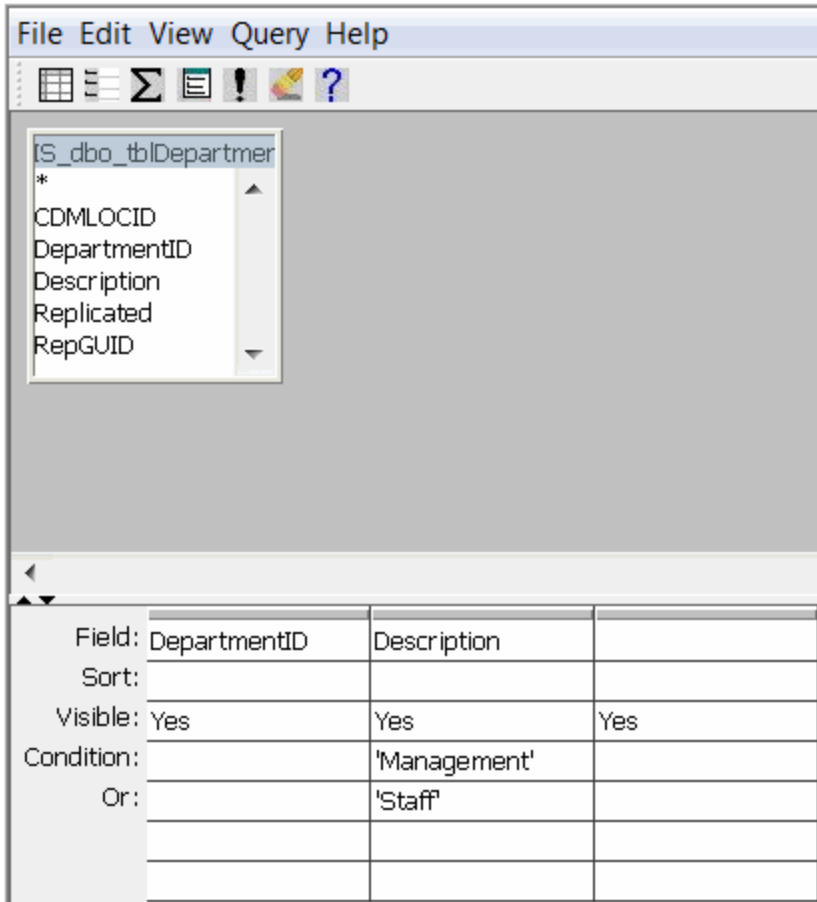 File Edit View Query Help
Σ ! ?
IS_dbo_tblDepartmer
*
CDMLOCID
DepartmentID
Description
Replicated
RepGUID
Field: DepartmentID Description
Sort:
Visible: Yes Yes Yes
Condition: 'Management'
Or: 'Staff'